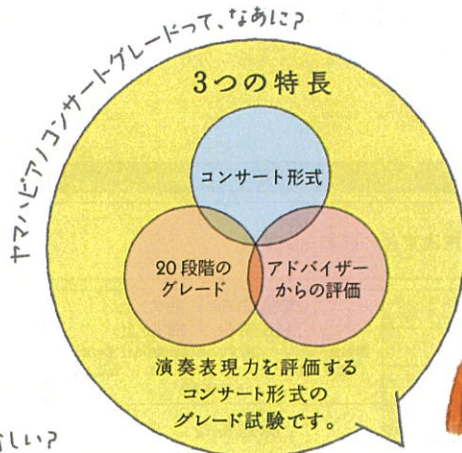 ヤマハピアノコンサートグレードって、なあに?
3つの特長
コンサート形式
20段階の
グレード
アドバイザー
からの評価
演奏表現力を評価する
コンサート形式の
グレード試験です。
しい?